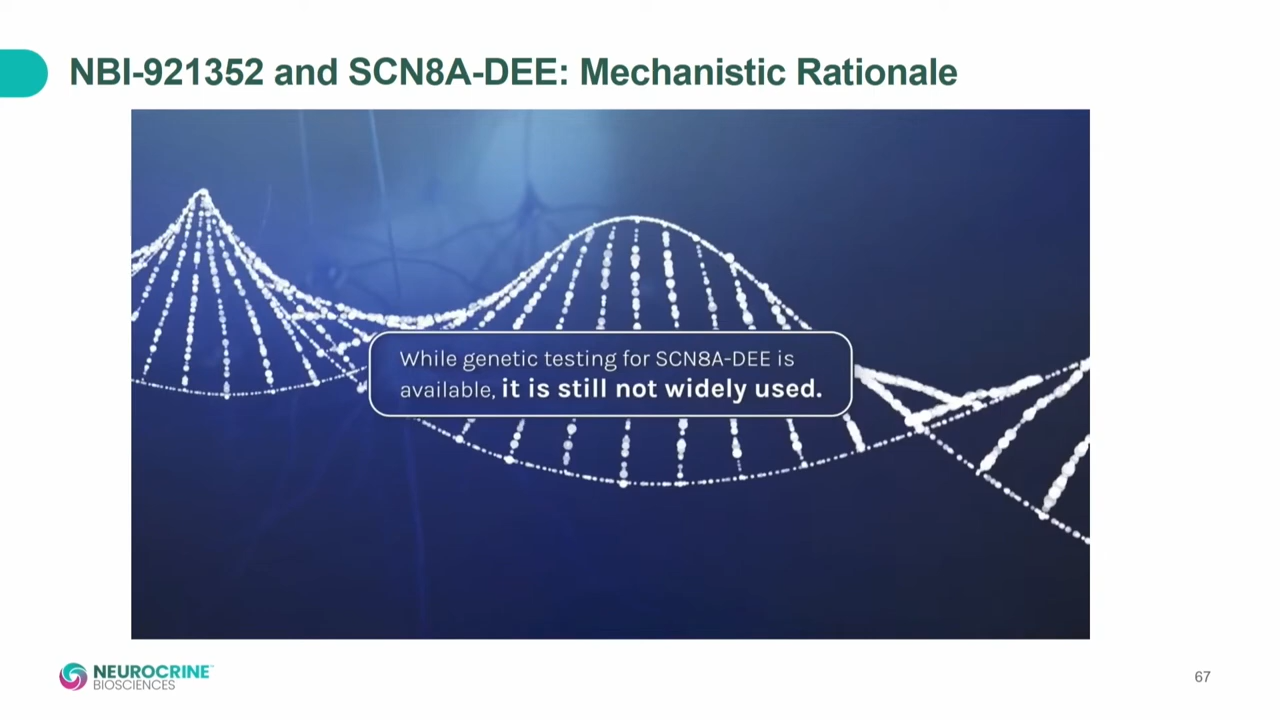 NBI-921352 and SCN8A-DEE: Mechanistic Rationale
While genetic testing for SCN8A-DEE is
available, it is still not widely used.
NEUROCRINE™
BIOSCIENCES
67